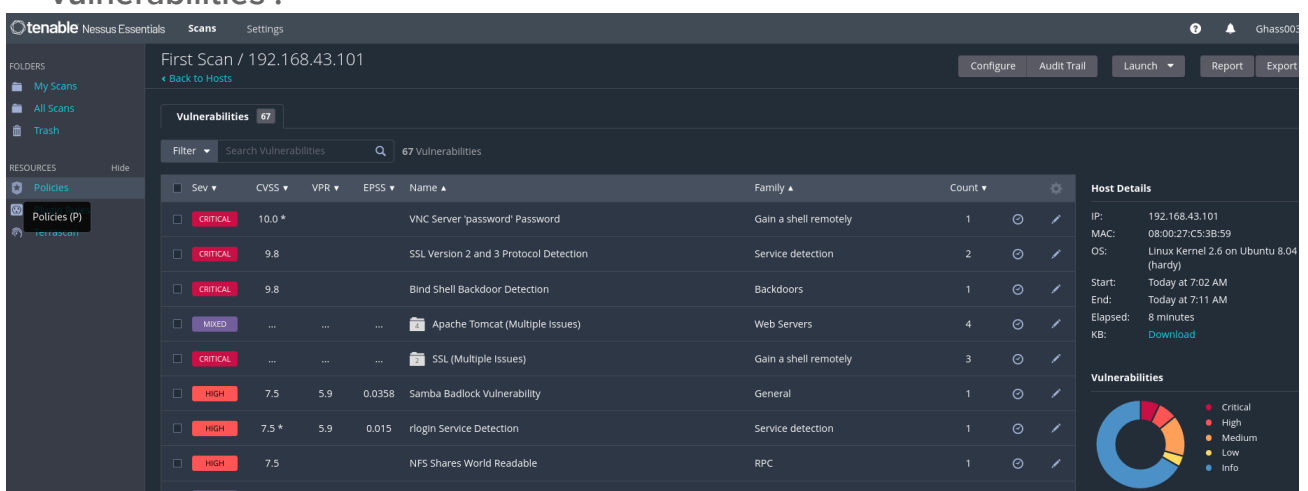 vulnerabilities :
tenable Nessus Essentials Scans Settings Ghass003
FOLDERS
My Scans
All Scans
Trash
RESOURCES Hide
Policies
Policies (P)
Terrascan
First Scan / 192.168.43.101
Back to Hosts
Configure Audit Trail Launch Report Export
Vulnerabilities 67
Filter Search Vulnerabilities 67 Vulnerabilities
Sev CVSS VPR EPSS Name Family Count
CRITICAL 10.0 * VNC Server 'password' Password Gain a shell remotely 1
CRITICAL 9.8 SSL Version 2 and 3 Protocol Detection Service detection 2
CRITICAL 9.8 Bind Shell Backdoor Detection Backdoors 1
MIXED ... ... ... 4 Apache Tomcat (Multiple Issues) Web Servers 4
CRITICAL ... ... ... 2 SSL (Multiple Issues) Gain a shell remotely 3
HIGH 7.5 5.9 0.0358 Samba Badlock Vulnerability General 1
HIGH 7.5 * 5.9 0.015 rlogin Service Detection Service detection 1
HIGH 7.5 NFS Shares World Readable RPC 1
Host Details
IP: 192.168.43.101
MAC: 08:00:27:C5:3B:59
OS: Linux Kernel 2.6 on Ubuntu 8.04
(hardy)
Start: Today at 7:02 AM
End: Today at 7:11 AM
Elapsed: 8 minutes
KB: Download
Vulnerabilities
Critical
High
Medium
Low
Info